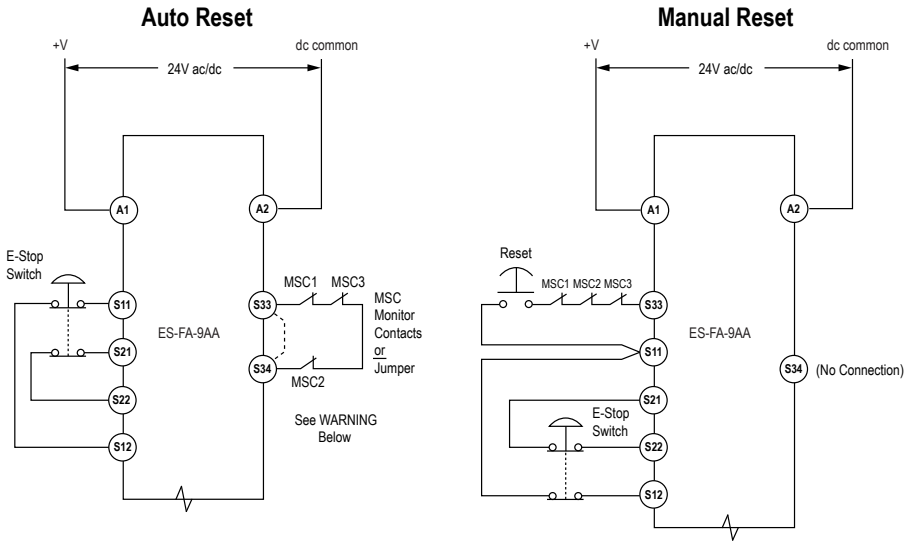 Auto Reset
+V
dc common
24V ac/dc
A1
A2
E-Stop
Switch
S11
S21
S22
S12
ES-FA-9AA
S33
S34
MSC1
MSC3
MSC2
MSC
Monitor
Contacts
or
Jumper
See WARNING
Below
Manual Reset
+V
dc common
24V ac/dc
A1
A2
Reset
MSC1 MSC2 MSC3
S33
S11
ES-FA-9AA
S34
(No Connection)
S21
E-Stop
Switch
S22
S12